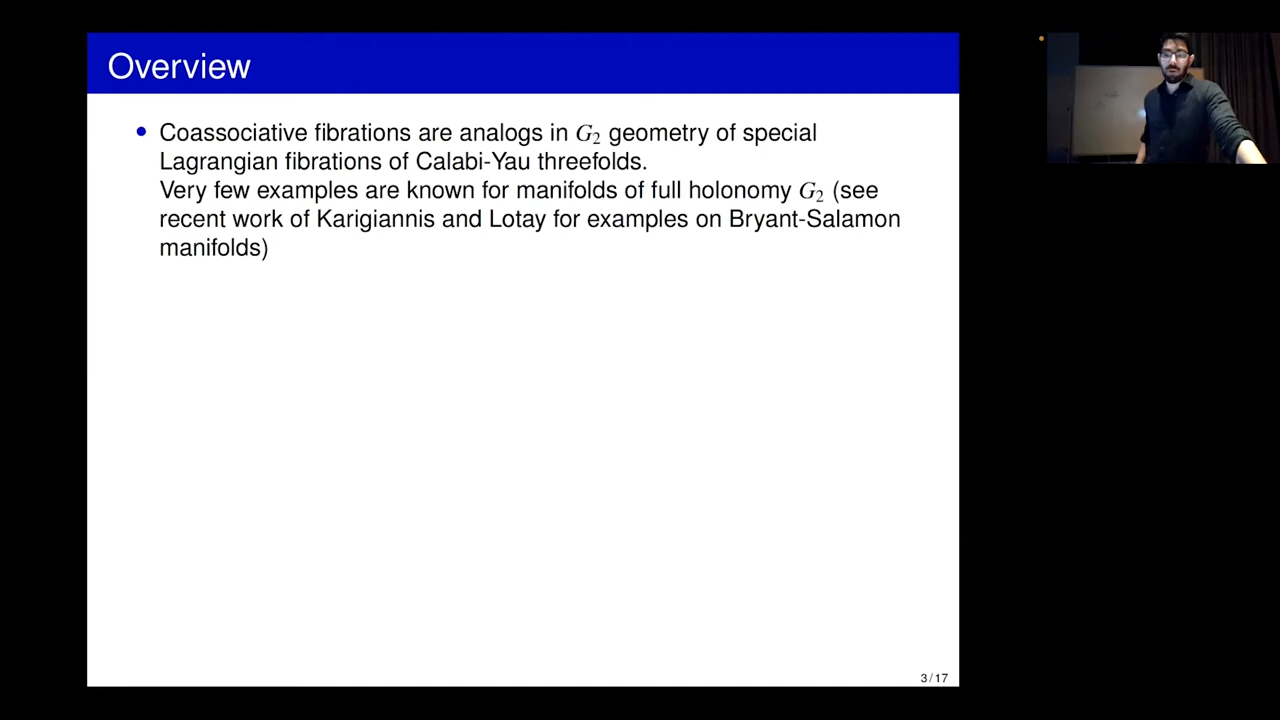 Overview
• Coassociative fibrations are analogs in G₂ geometry of special
Lagrangian fibrations of Calabi-Yau threefolds.
Very few examples are known for manifolds of full holonomy G₂ (see
recent work of Karigiannis and Lotay for examples on Bryant-Salamon
manifolds)
3 / 17